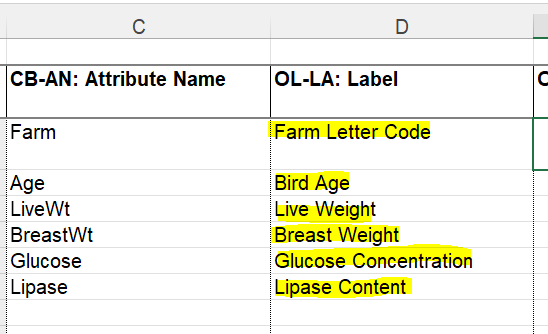 C D
CB-AN: Attribute Name OL-LA: Label
Farm Farm Letter Code
Age Bird Age
LiveWt Live Weight
BreastWt Breast Weight
Glucose Glucose Concentration
Lipase Lipase Content